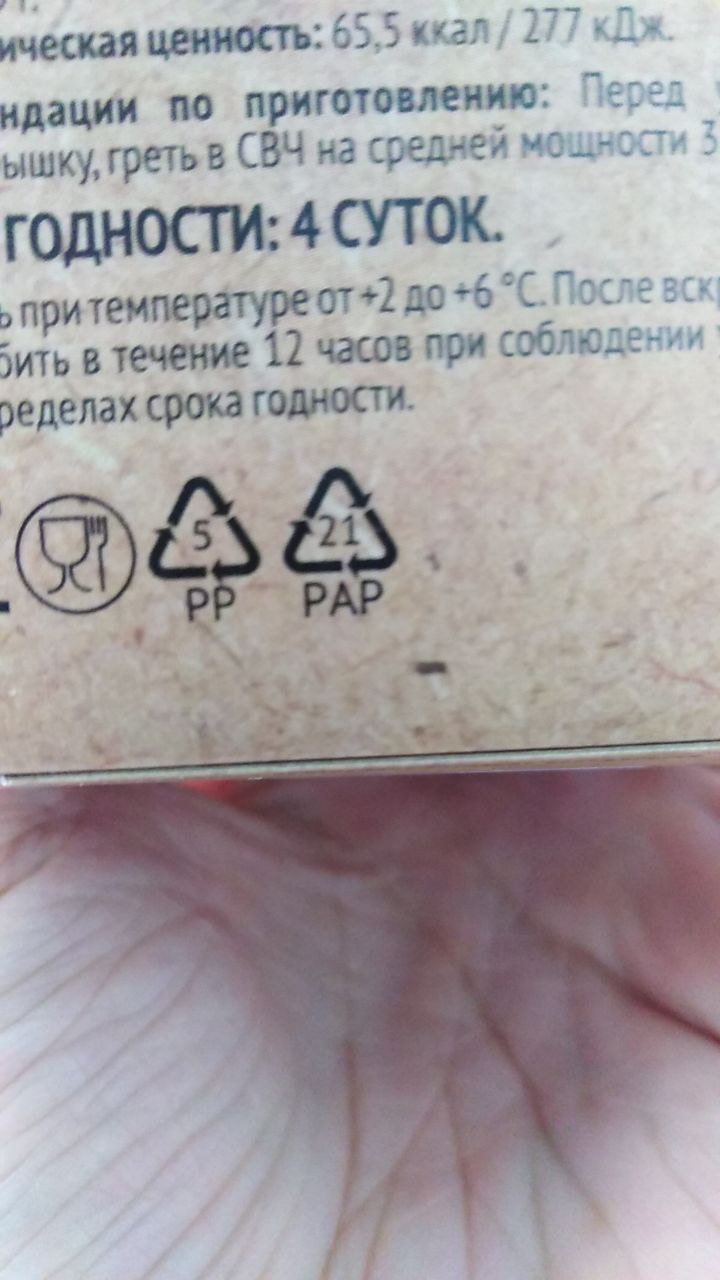 ическая ценность: 65,5 ккал / 277 кДж.
ндации по приготовлению: Перед
ышку, греть в СВЧ на средней мощности 3
ГОДНОСТИ: 4 СУТОК.
ь при температуре от +2 до +6 °С. После вск
бить в течение 12 часов при соблюдении
ределах срока годности.
5 21
PP PAP